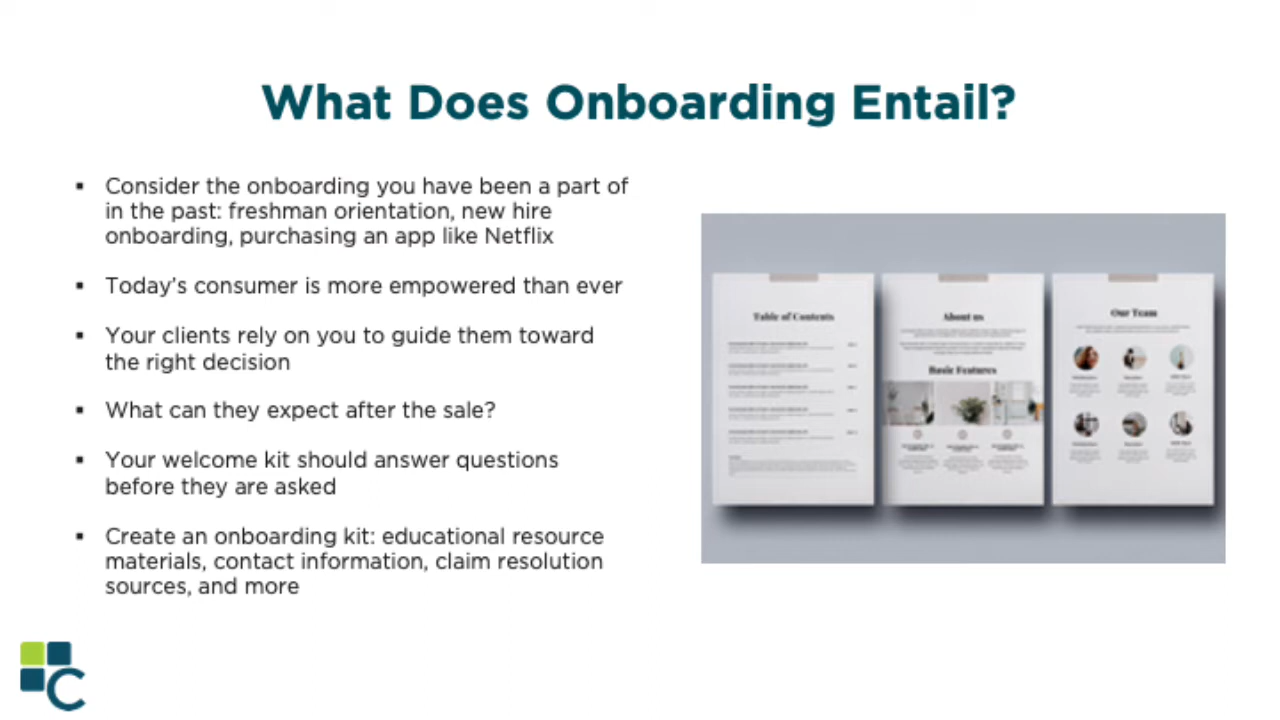 What Does Onboarding Entail?
▪ Consider the onboarding you have been a part of
in the past: freshman orientation, new hire
onboarding, purchasing an app like Netflix
▪ Today’s consumer is more empowered than ever
▪ Your clients rely on you to guide them toward
the right decision
▪ What can they expect after the sale?
▪ Your welcome kit should answer questions
before they are asked
▪ Create an onboarding kit: educational resource
materials, contact information, claim resolution
sources, and more
Table of Contents
About us
Basic Features
Our Team
C